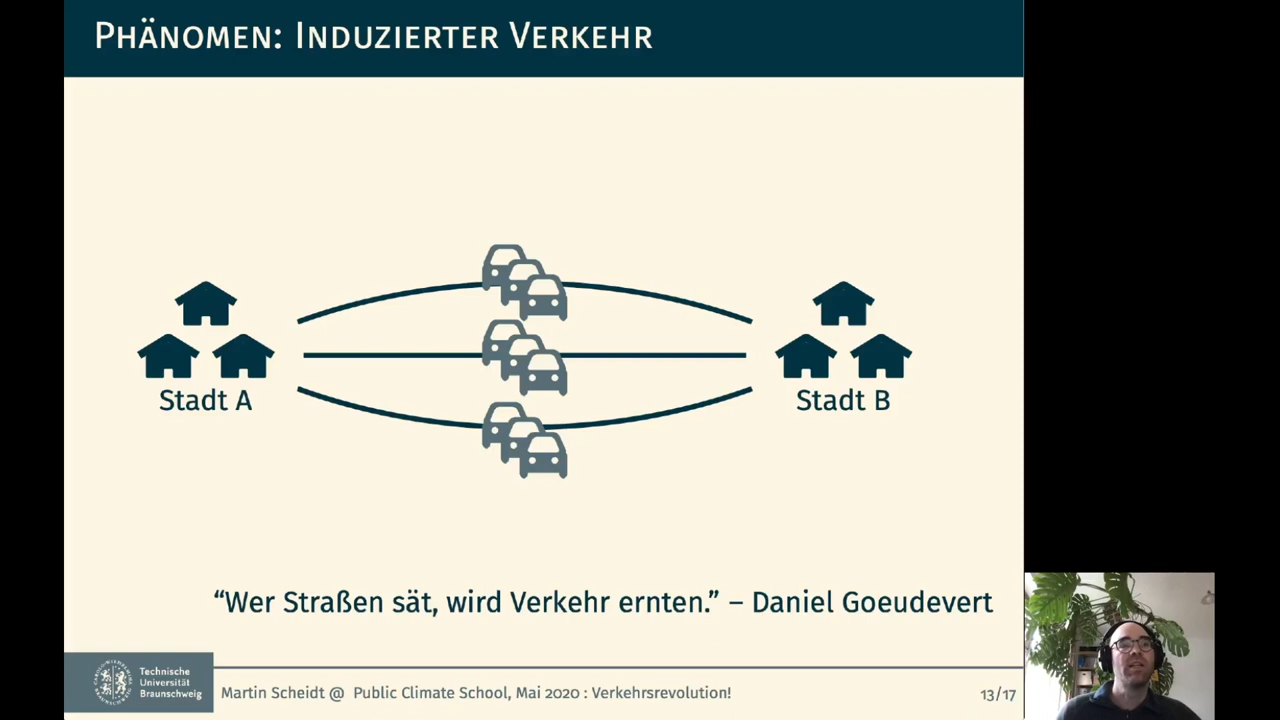 Phänomen: Induzierter Verkehr
Stadt A
Stadt B
“Wer Straßen sät, wird Verkehr ernten.” – Daniel Goeudevert
Technische
Universität
Braunschweig
Martin Scheidt @ Public Climate School, Mai 2020 : Verkehrsrevolution!
13/17